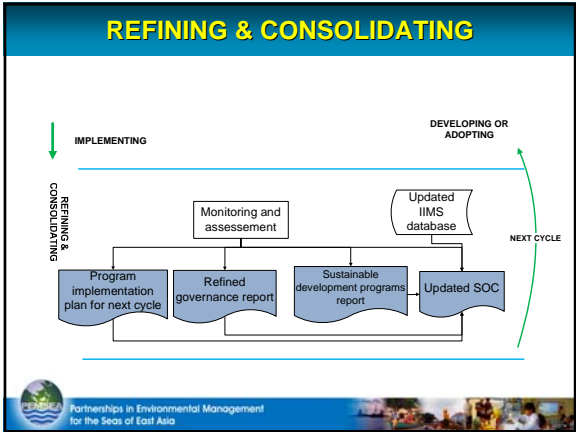 REFINING & CONSOLIDATING
DEVELOPING OR
ADOPTING
IMPLEMENTING
REFINING &
CONSOLIDATING
Updated
IIMS
database
Monitoring and
assessement
NEXT CYCLE
Program
implementation
plan for next cycle
Refined
governance report
Sustainable
development programs
report
Updated SOC
PEMSEA
Partnerships in Environmental Management
for the Seas of East Asia